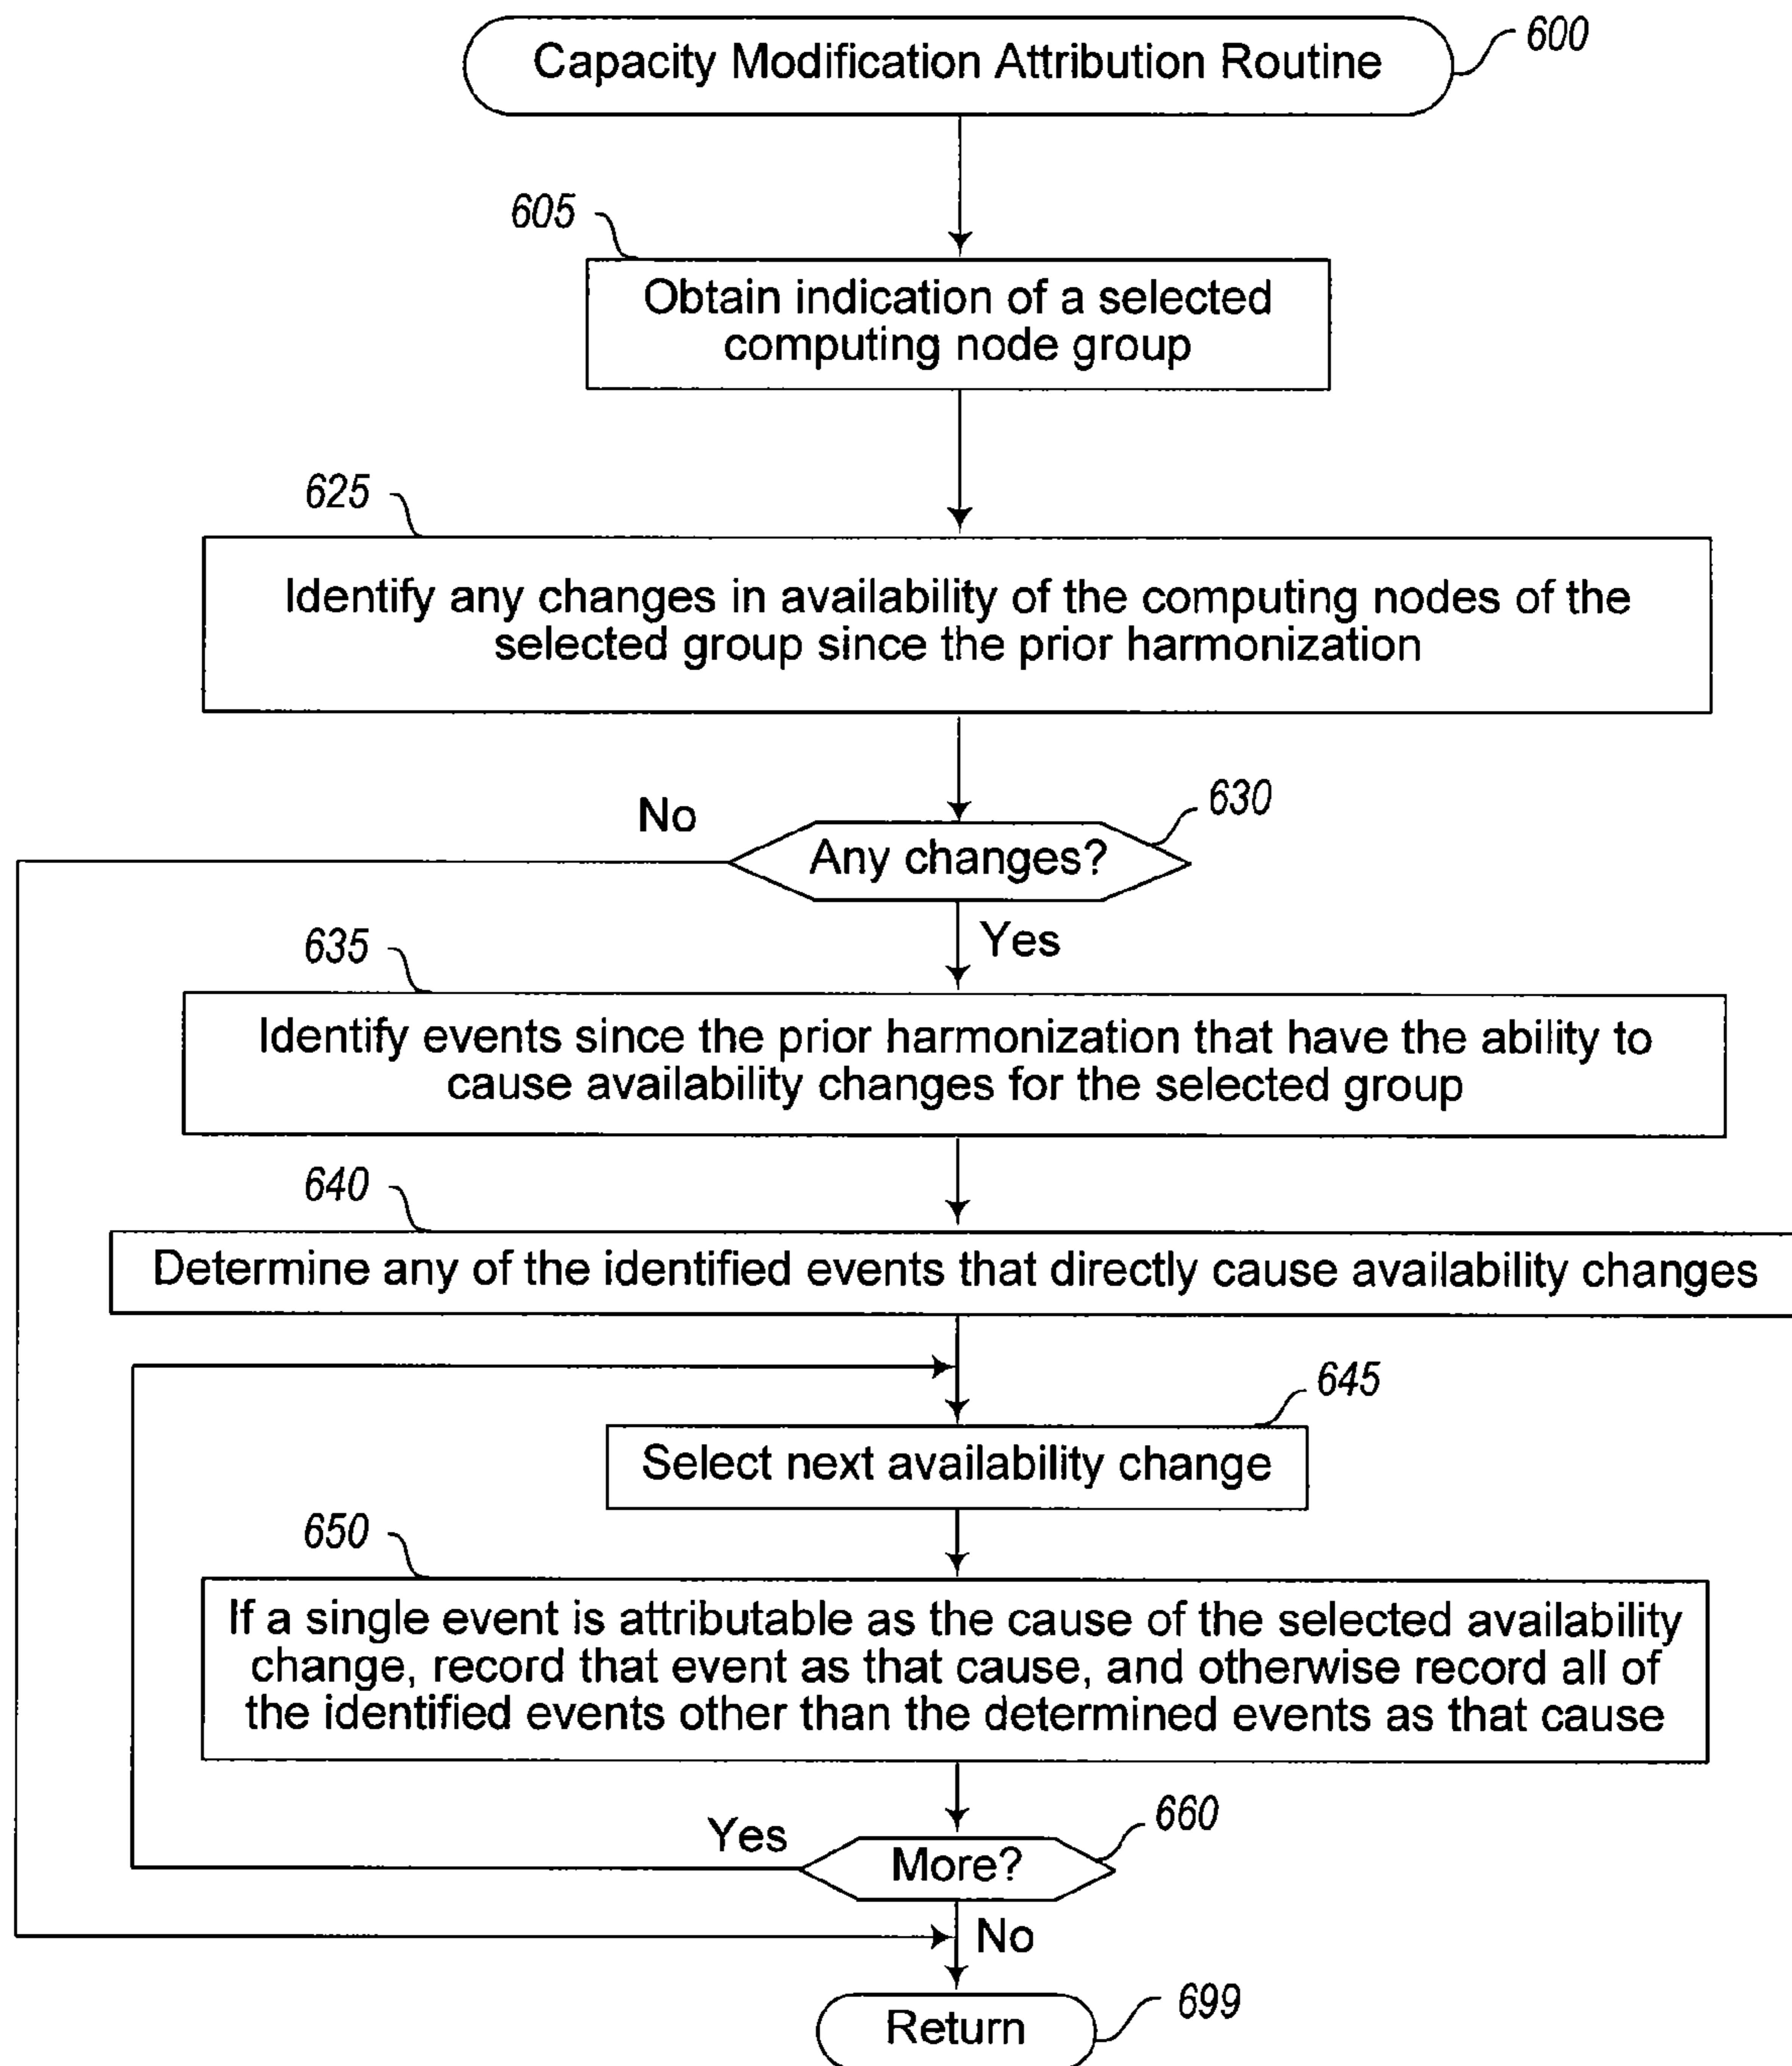 Capacity Modification Attribution Routine
600
605
Obtain indication of a selected
computing node group
625
Identify any changes in availability of the computing nodes of the
selected group since the prior harmonization
No
630
Any changes?
Yes
635
Identify events since the prior harmonization that have the ability to
cause availability changes for the selected group
640
Determine any of the identified events that directly cause availability changes
645
Select next availability change
650
If a single event is attributable as the cause of the selected availability
change, record that event as that cause, and otherwise record all of
the identified events other than the determined events as that cause
Yes
660
More?
No
699
Return